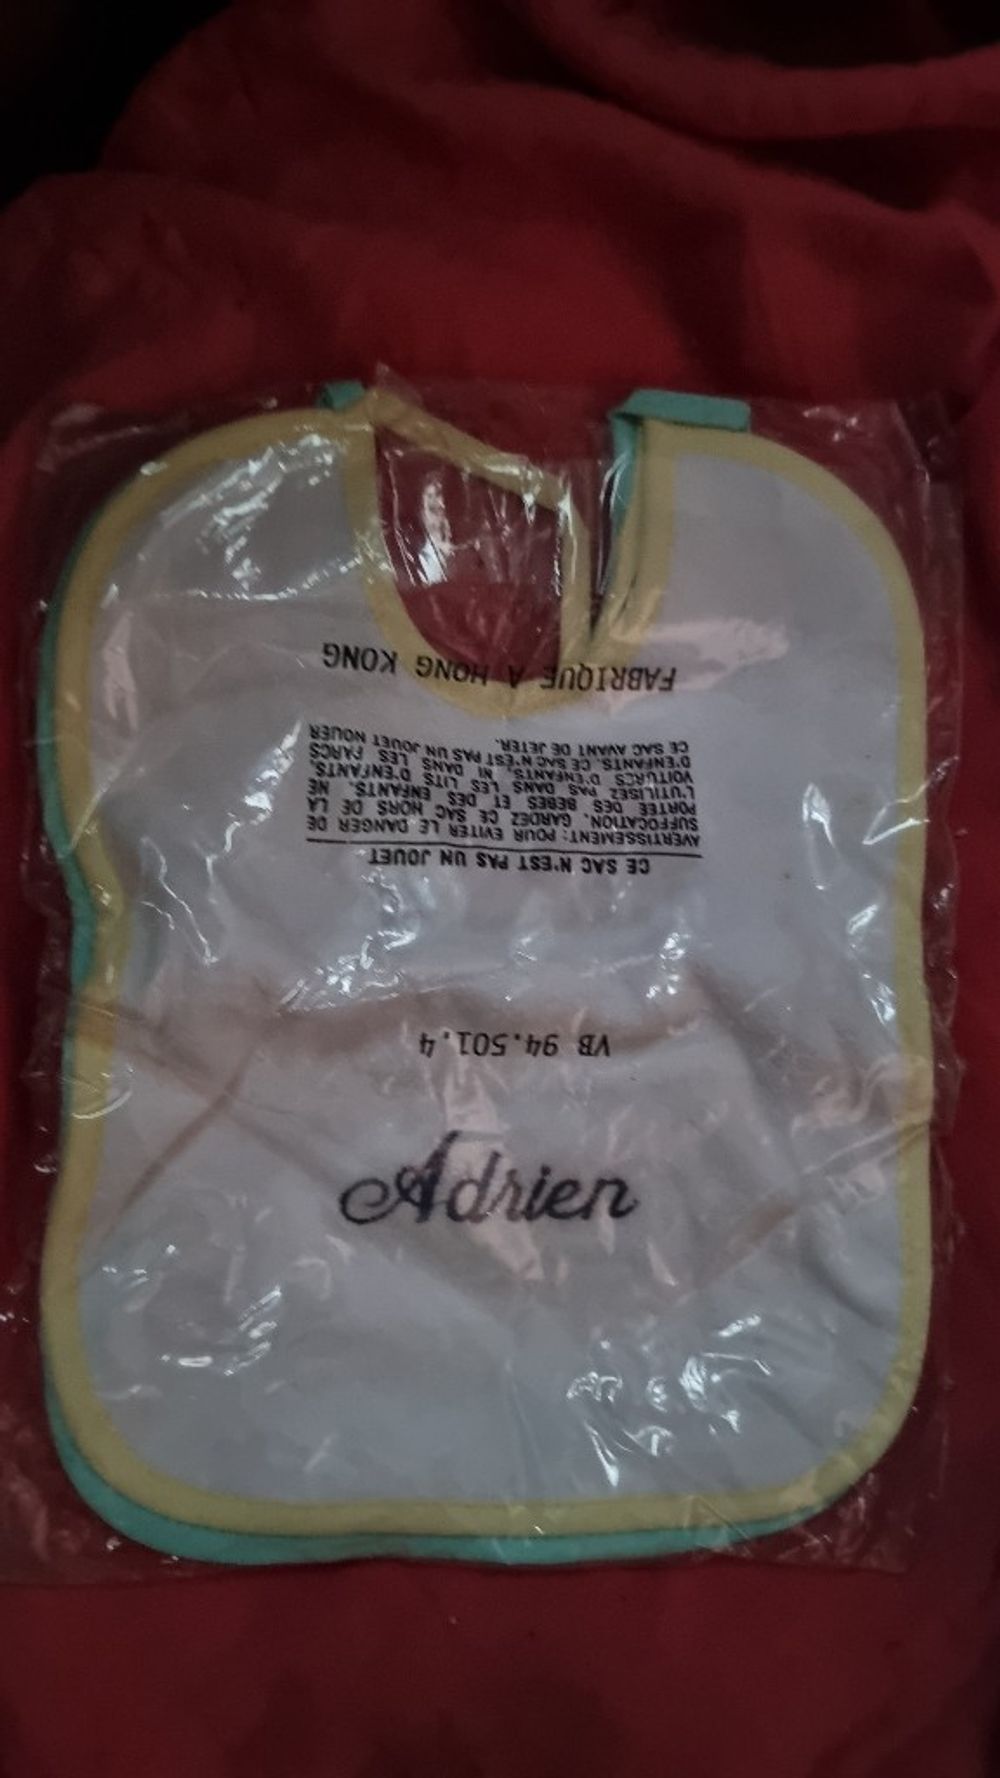 Adrien
VB 94.501.4
CE SAC N'EST PAS UN JOUET
AVERTISSEMENT: POUR EVITER LE DANGER DE
SUFFOCATION. GARDEZ CE SAC HORS DE LA
PORTEE DES BEBES ET DES ENFANTS. NE
L'UTILISEZ PAS DANS LES LITS D'ENFANTS,
VOITURCS D'ENFANTS, NI DANS LES PARCS
D'ENFANTS. CE SAC N'EST PAS UN JOUET NOUER
CE SAC AVANT DE JETER.
FABRIQUE A HONG KONG